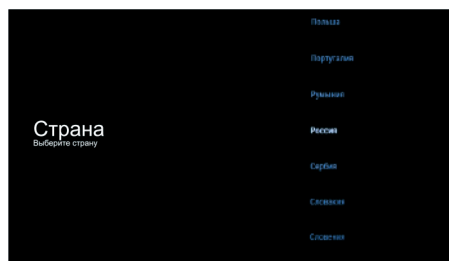 Страна
Выберите страну
Польша
Португалия
Румыния
Россия
Сербия
Словакия
Словения